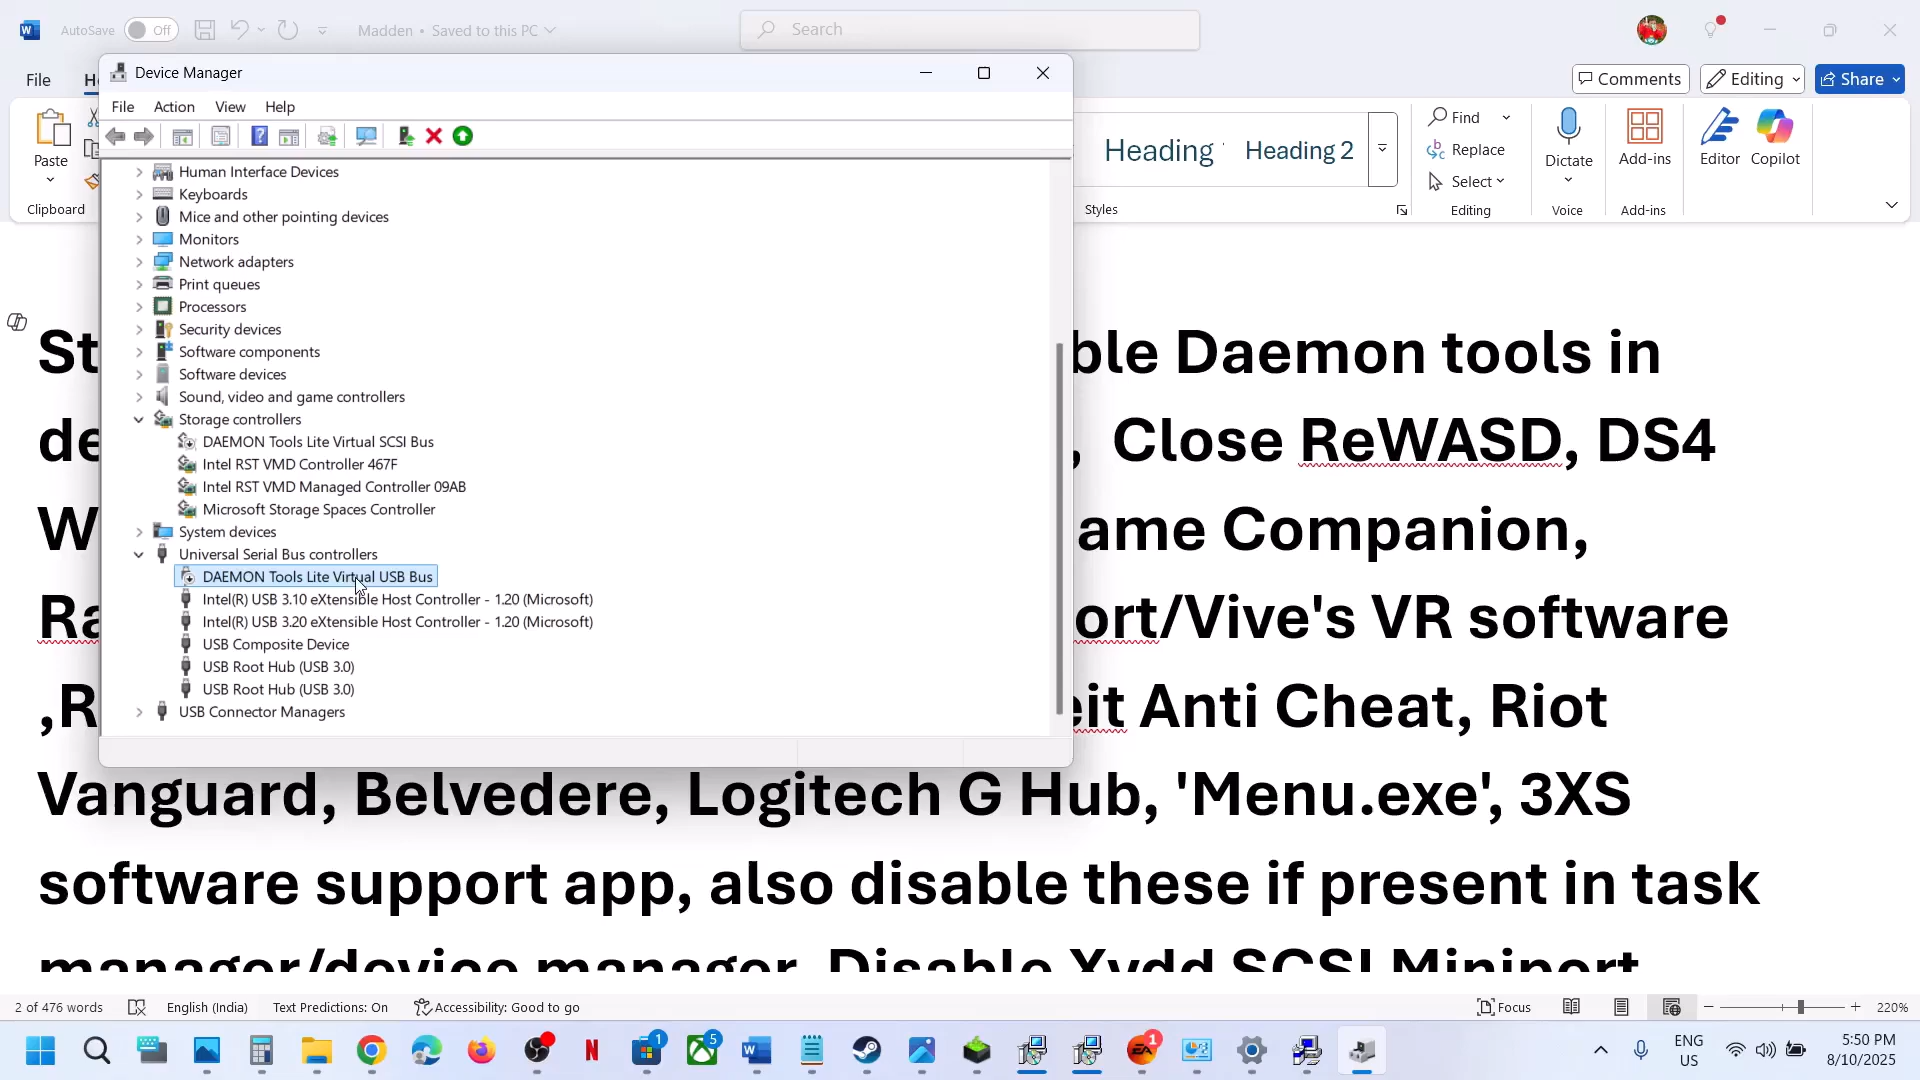 AutoSave Off Madden • Saved to this PC Search
Device Manager
File Action View Help
File
Comments Editing Share
Paste
Clipboard
Heading Heading 2
Styles
Find
Replace
Select
Editing
Dictate
Voice
Add-ins
Add-ins
Editor
Copilot
Human Interface Devices
Keyboards
Mice and other pointing devices
Monitors
Network adapters
Print queues
Processors
Security devices
Software components
Software devices
Sound, video and game controllers
Storage controllers
DAEMON Tools Lite Virtual SCSI Bus
Intel RST VMD Controller 467F
Intel RST VMD Managed Controller 09AB
Microsoft Storage Spaces Controller
System devices
Universal Serial Bus controllers
DAEMON Tools Lite Virtual USB Bus
Intel(R) USB 3.10 eXtensible Host Controller - 1.20 (Microsoft)
Intel(R) USB 3.20 eXtensible Host Controller - 1.20 (Microsoft)
USB Composite Device
USB Root Hub (USB 3.0)
USB Root Hub (USB 3.0)
USB Connector Managers
St ble Daemon tools in
de , Close ReWASD, DS4
W ame Companion,
Ra ort/Vive's VR software
,R eit Anti Cheat, Riot
Vanguard, Belvedere, Logitech G Hub, 'Menu.exe', 3XS
software support app, also disable these if present in task
manager/device manager. Disable Xvdd SCSI Miniport
2 of 476 words English (India) Text Predictions: On Accessibility: Good to go Focus 220%
ENG
US
5:50 PM
8/10/2025